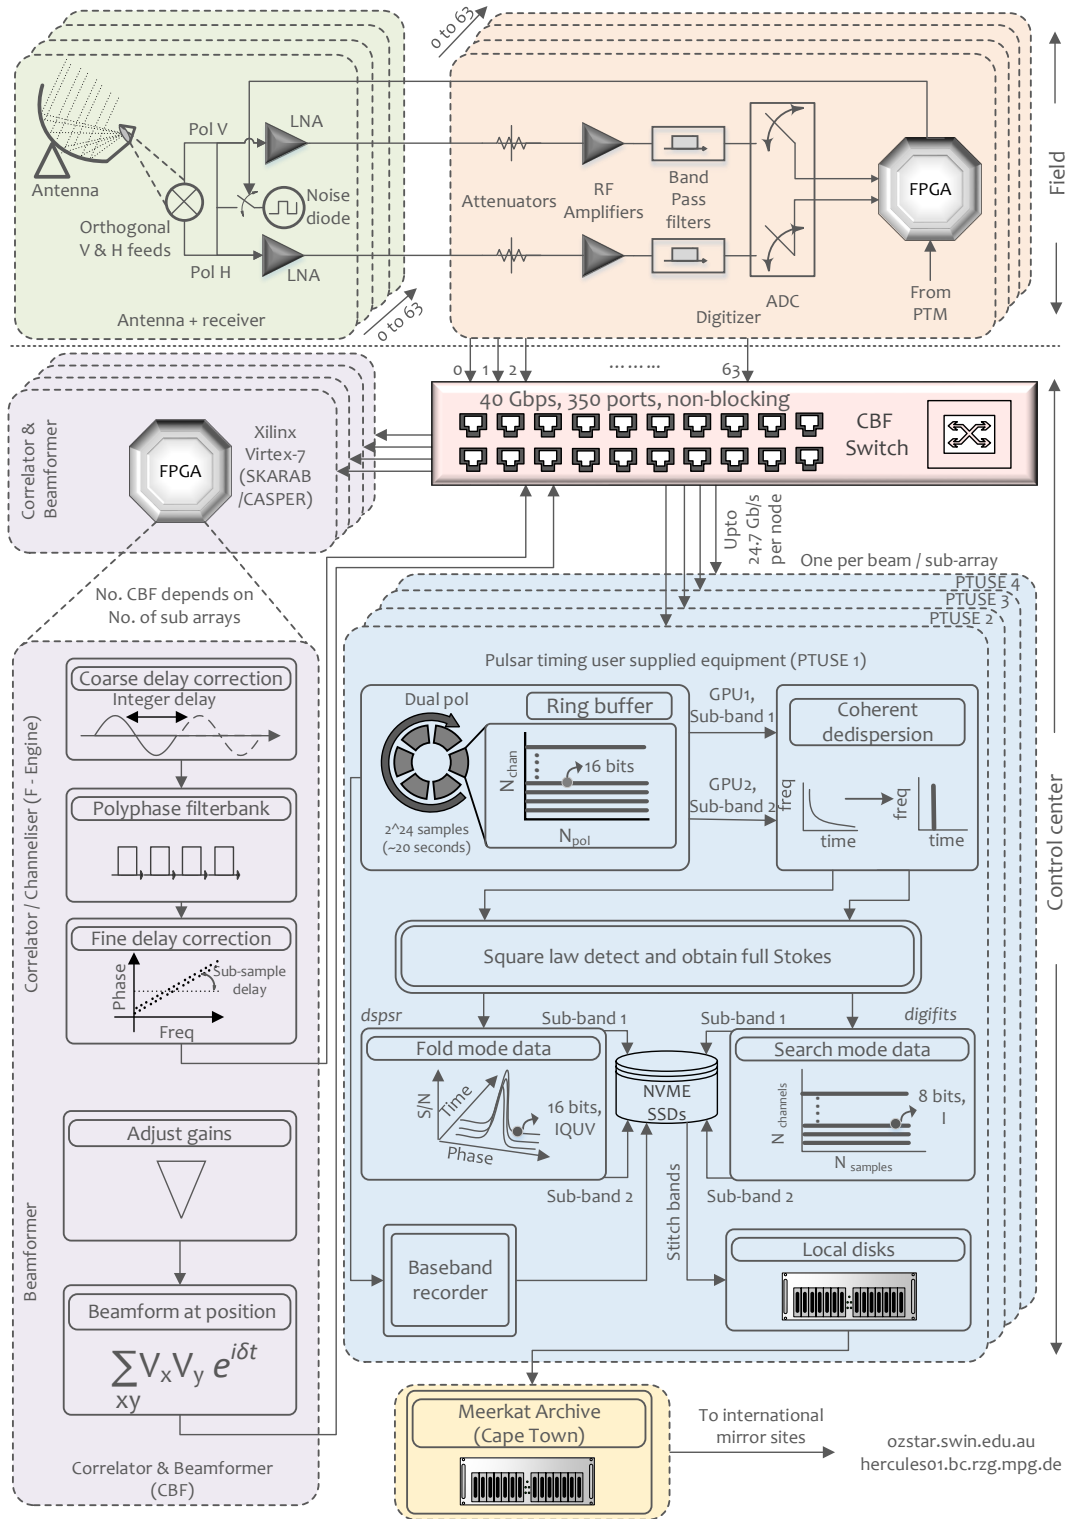 0 to 63
Pol V
LNA
Antenna
Noise
diode
Orthogonal
V & H feeds
Pol H
LNA
Antenna + receiver
0 to 63
Attenuators
RF
Amplifiers
Band
Pass
filters
ADC
Digitizer
FPGA
From
PTM
Field
0
1
2
... ... ...
63
40 Gbps, 350 ports, non-blocking
CBF
Switch
Correlator &
Beamformer
FPGA
Xilinx
Virtex-7
(SKARAB
/CASPER)
Upto
24.7 Gb/s
per node
One per beam / sub-array
PTUSE 4
PTUSE 3
PTUSE 2
No. CBF depends on
No. of sub arrays
Correlator / Channeliser (F - Engine)
Coarse delay correction
Integer delay
Polyphase filterbank
Fine delay correction
Phase
Sub-sample
delay
Freq
Beamformer
Adjust gains
Beamform at position
∑ V_x V_y e^{iδt}
xy
Correlator & Beamformer
(CBF)
Pulsar timing user supplied equipment (PTUSE 1)
Dual pol
Ring buffer
N_chan
16 bits
N_pol
2^24 samples
(~20 seconds)
GPU1,
Sub-band 1
GPU2,
Sub-band 2
Coherent
dedispersion
freq
time
freq
time
Square law detect and obtain full Stokes
dspsr
Sub-band 1
Sub-band 1
digifits
Fold mode data
S/N
Time
Phase
16 bits,
IQUV
NVME
SSDs
Search mode data
N channels
8 bits,
I
N samples
Sub-band 2
Sub-band 2
Stitch bands
Baseband
recorder
Local disks
Control center
Meerkat Archive
(Cape Town)
To international
mirror sites
ozstar.swin.edu.au
hercules01.bc.rzg.mpg.de